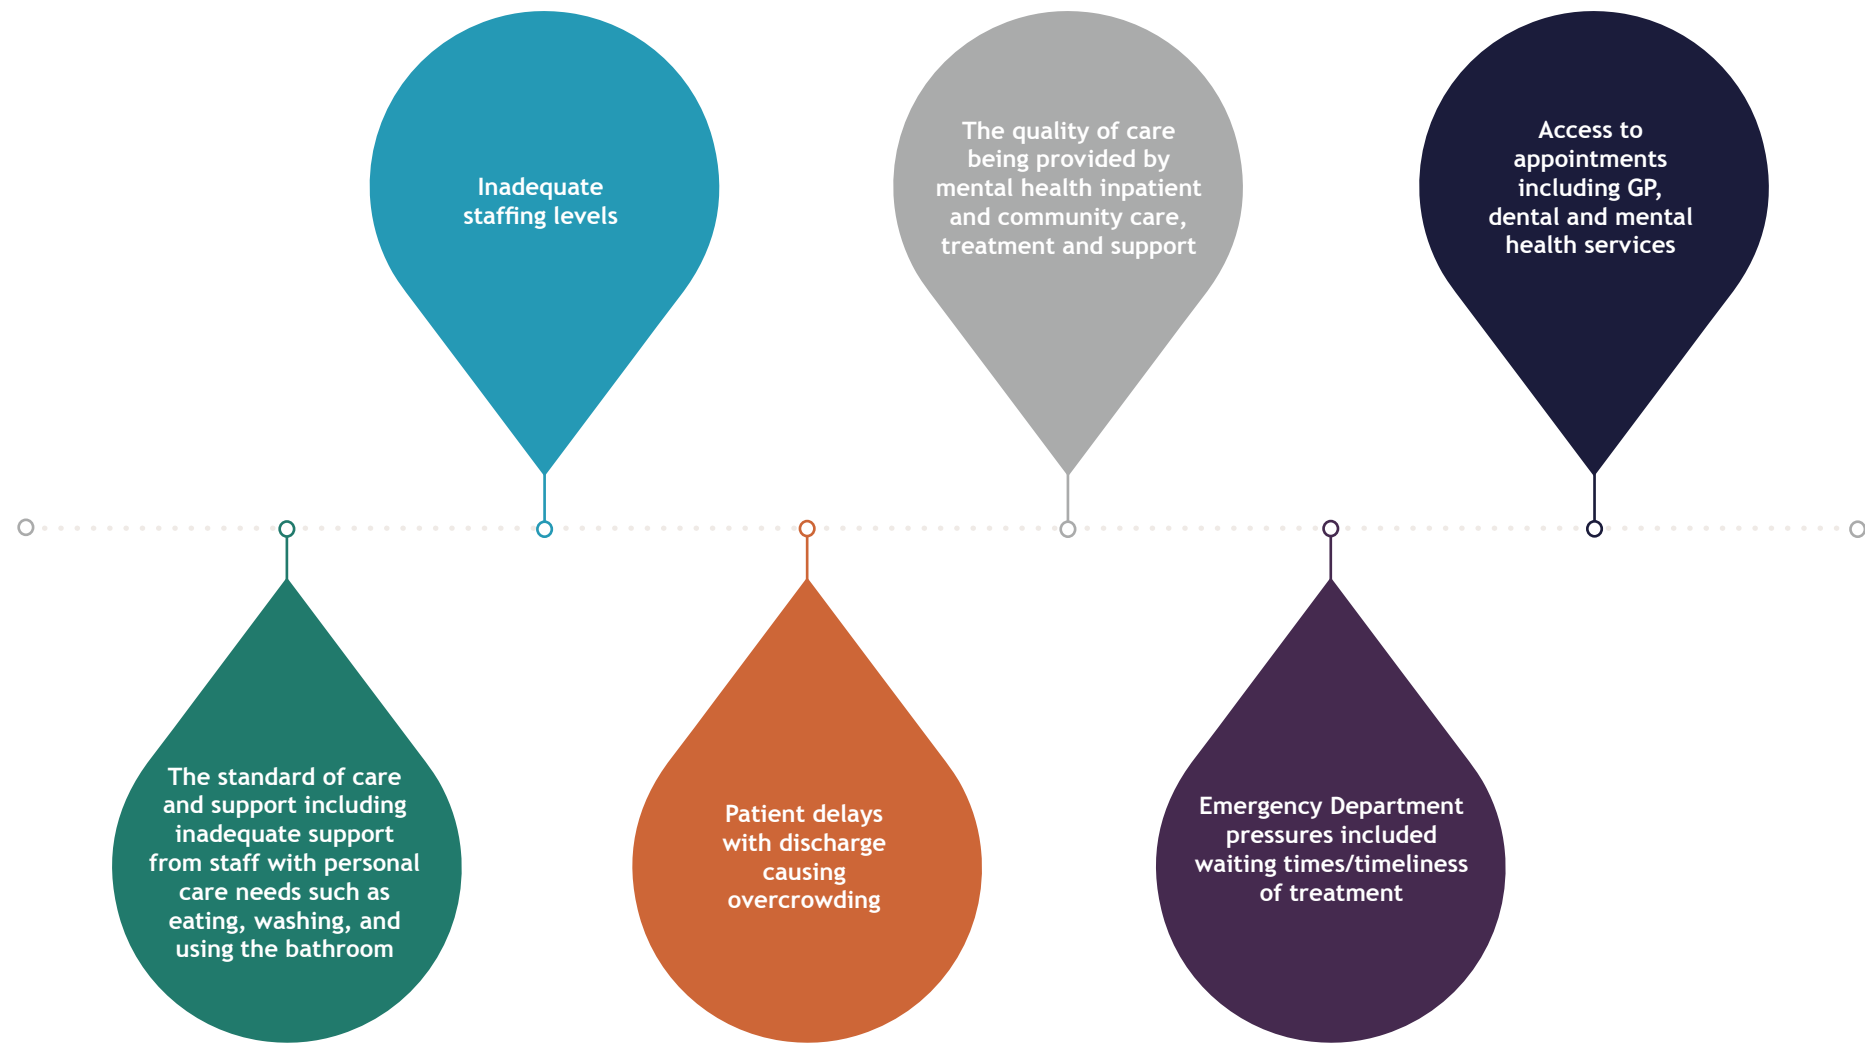 Inadequate
staffing levels
The quality of care
being provided by
mental health inpatient
and community care,
treatment and support
Access to
appointments
including GP,
dental and mental
health services
The standard of care
and support including
inadequate support
from staff with personal
care needs such as
eating, washing, and
using the bathroom
Patient delays
with discharge
causing
overcrowding
Emergency Department
pressures included
waiting times/timeliness
of treatment